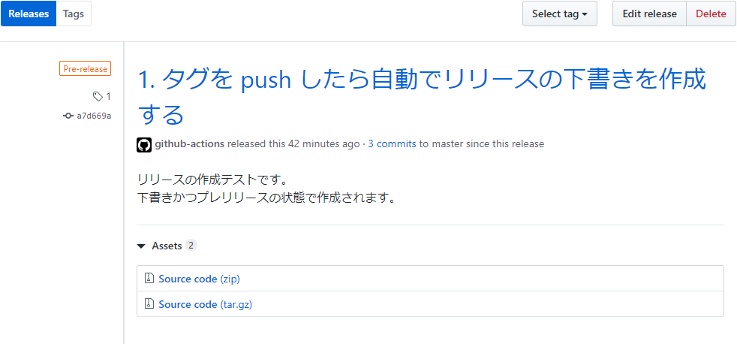 Releases Tags Select tag Edit release Delete
Pre-release
1
a7d669a
1. タグを push したら自動でリリースの下書きを作成
する
github-actions released this 42 minutes ago · 3 commits to master since this release
リリースの作成テストです。
下書きかつプレリリースの状態で作成されます。
Assets 2
Source code (zip)
Source code (tar.gz)